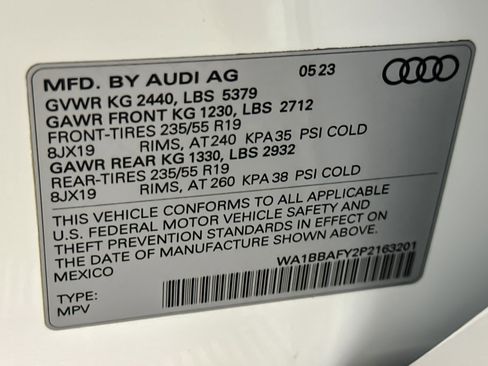 MFD. BY AUDI AG 05 23
GVWR KG 2440, LBS 5379
GAWR FRONT KG 1230, LBS 2712
FRONT-TIRES 235/55 R19
8JX19 RIMS, AT 240 KPA 35 PSI COLD
GAWR REAR KG 1330, LBS 2932
REAR-TIRES 235/55 R19
8JX19 RIMS, AT 260 KPA 38 PSI COLD
THIS VEHICLE CONFORMS TO ALL APPLICABLE
U.S. FEDERAL MOTOR VEHICLE SAFETY AND
THEFT PREVENTION STANDARDS IN EFFECT ON
THE DATE OF MANUFACTURE SHOWN ABOVE.
MEXICO WA1BBAFY2P2163201
TYPE:
MPV